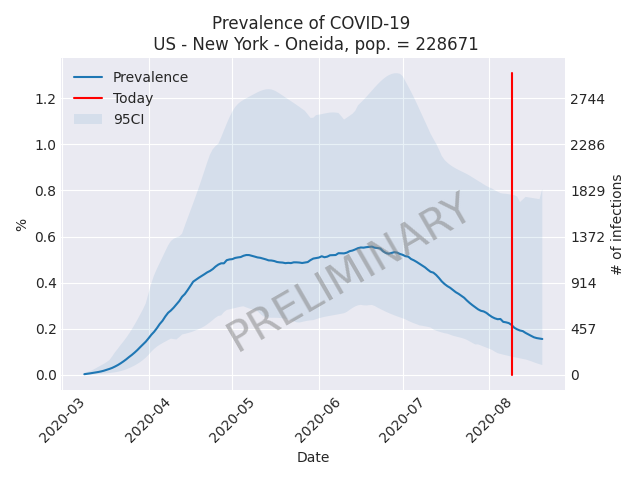 Prevalence of COVID-19
US - New York - Oneida, pop. = 228671
Prevalence
Today
95CI
1.2
1.0
0.8
0.6
0.4
0.2
0.0
%
2744
2286
1829
1372
914
457
0
# of infections
PRELIMINARY
2020-03
2020-04
2020-05
2020-06
2020-07
2020-08
Date